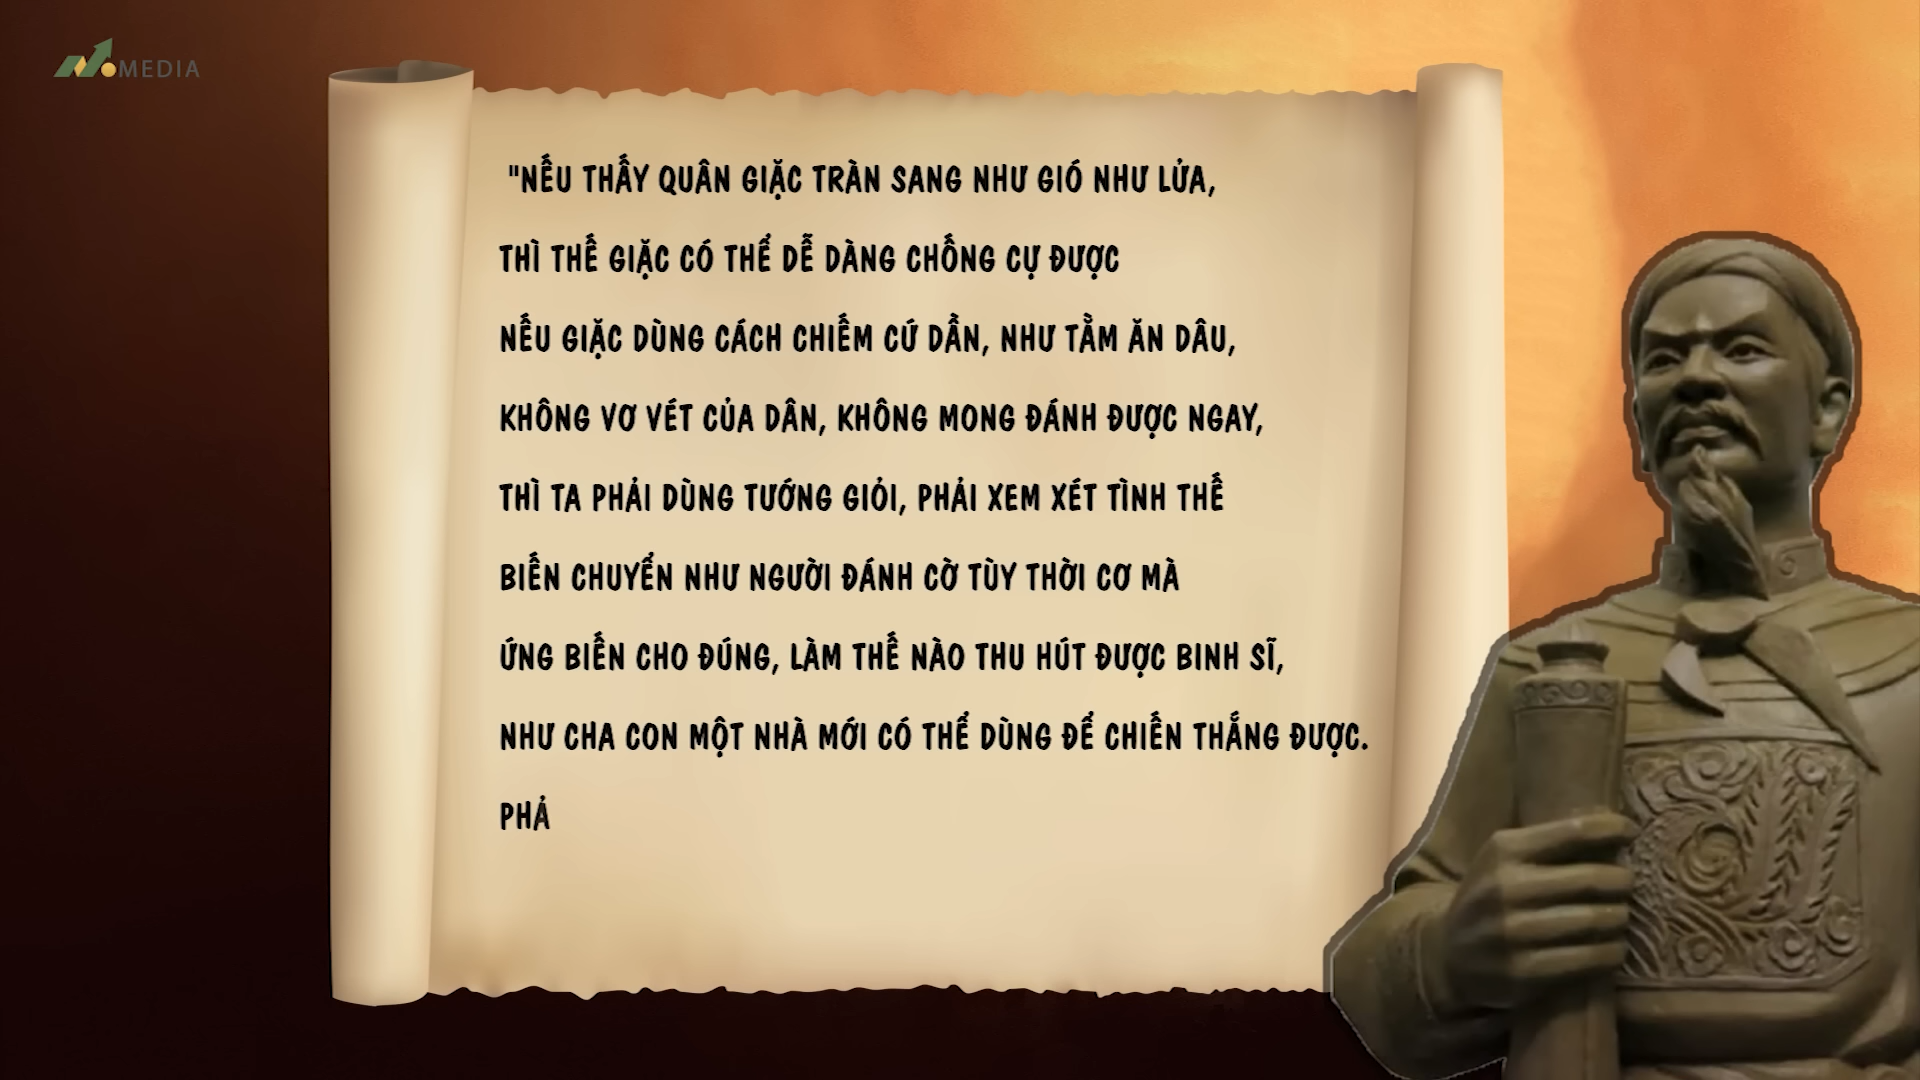 MEDIA
"NẾU THẤY QUÂN GIẶC TRÀN SANG NHƯ GIÓ NHƯ LỬA,
THÌ THẾ GIẶC CÓ THỂ DỄ DÀNG CHỐNG CỰ ĐƯỢC
NẾU GIẶC DÙNG CÁCH CHIẾM CỨ DẦN, NHƯ TẰM ĂN DÂU,
KHÔNG VƠ VÉT CỦA DÂN, KHÔNG MONG ĐÁNH ĐƯỢC NGAY,
THÌ TA PHẢI DÙNG TƯỚNG GIỎI, PHẢI XEM XÉT TÌNH THẾ
BIẾN CHUYỂN NHƯ NGƯỜI ĐÁNH CỜ TÙY THỜI CƠ MÀ
ỨNG BIẾN CHO ĐÚNG, LÀM THẾ NÀO THU HÚT ĐƯỢC BINH SĨ,
NHƯ CHA CON MỘT NHÀ MỚI CÓ THỂ DÙNG ĐỂ CHIẾN THẮNG ĐƯỢC.
PHẢ